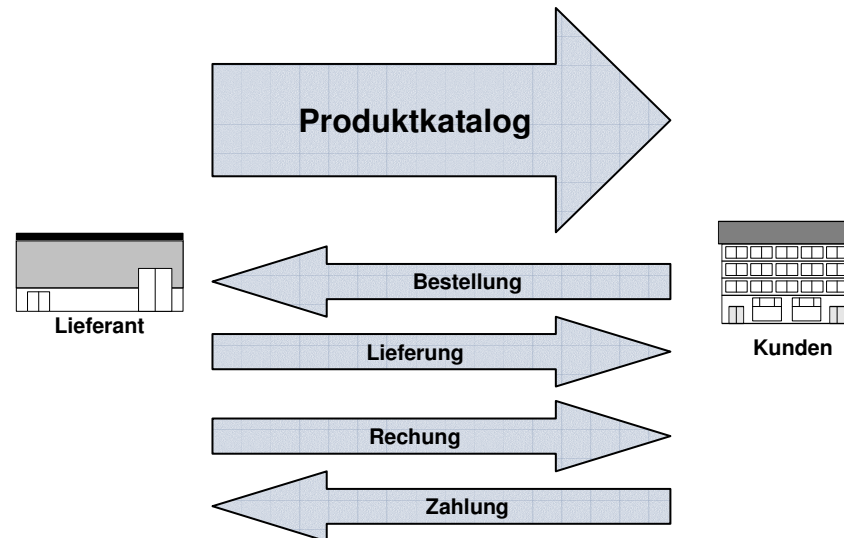 Produktkatalog
Bestellung
Lieferant
Lieferung
Kunden
Rechung
Zahlung